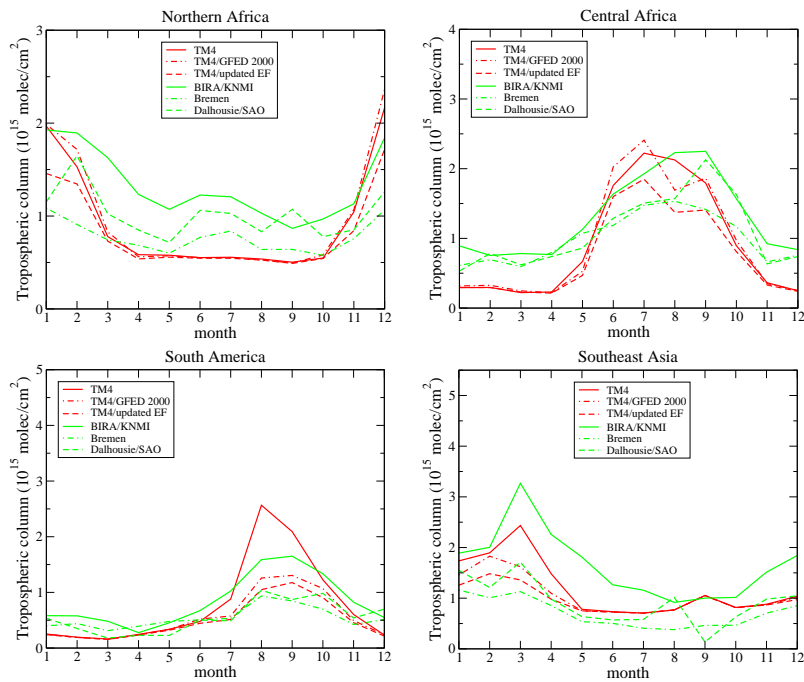 Northern Africa
3
2
1
0
Tropospheric column (10^15 molec/cm^2)
TM4
TM4/GFED 2000
TM4/updated EF
BIRA/KNMI
Bremen
Dalhousie/SAO
1 2 3 4 5 6 7 8 9 10 11 12
month
Central Africa
4
3
2
1
0
Tropospheric column (10^15 molec/cm^2)
TM4
TM4/GFED 2000
TM4/updated EF
BIRA/KNMI
Bremen
Dalhousie/SAO
1 2 3 4 5 6 7 8 9 10 11 12
month
South America
5
4
3
2
1
0
Tropospheric column (10^15 molec/cm^2)
TM4
TM4/GFED 2000
TM4/updated EF
BIRA/KNMI
Bremen
Dalhousie/SAO
1 2 3 4 5 6 7 8 9 10 11 12
month
Southeast Asia
5
4
3
2
1
0
Tropospheric column (10^15 molec/cm^2)
TM4
TM4/GFED 2000
TM4/updated EF
BIRA/KNMI
Bremen
Dalhousie/SAO
1 2 3 4 5 6 7 8 9 10 11 12
month